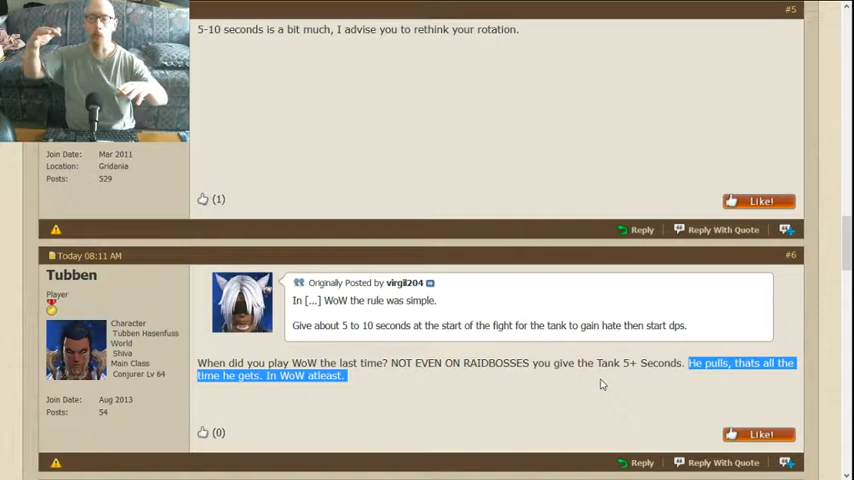 #5
5-10 seconds is a bit much, I advise you to rethink your rotation.
Join Date: Mar 2011
Location: Gridania
Posts: 529
(1)
Like!
Reply
Reply With Quote
Today 08:11 AM
#6
Tubben
Player
Character
Tubben Hasenfuss
World
Shiva
Main Class
Conjurer Lv 64
Join Date: Aug 2013
Posts: 54
Originally Posted by virgil204
In [...] WoW the rule was simple.
Give about 5 to 10 seconds at the start of the fight for the tank to gain hate then start dps.
When did you play WoW the last time? NOT EVEN ON RAIDBOSSES you give the Tank 5+ Seconds. He pulls, thats all the
time he gets. In WoW atleast.
(0)
Like!
Reply
Reply With Quote